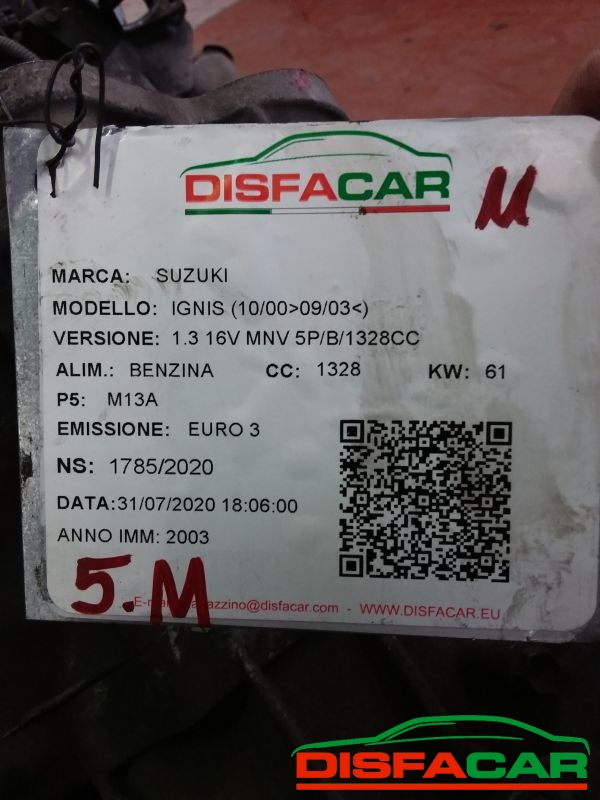 DISFACAR
M
MARCA: SUZUKI
MODELLO: IGNIS (10/00>09/03<)
VERSIONE: 1.3 16V MNV 5P/B/1328CC
ALIM.: BENZINA CC: 1328 KW: 61
P5: M13A
EMISSIONE: EURO 3
NS: 1785/2020
DATA:31/07/2020 18:06:00
ANNO IMM: 2003
5.M
@disfacar.com - WWW.DISFACAR.EU
DISFACAR